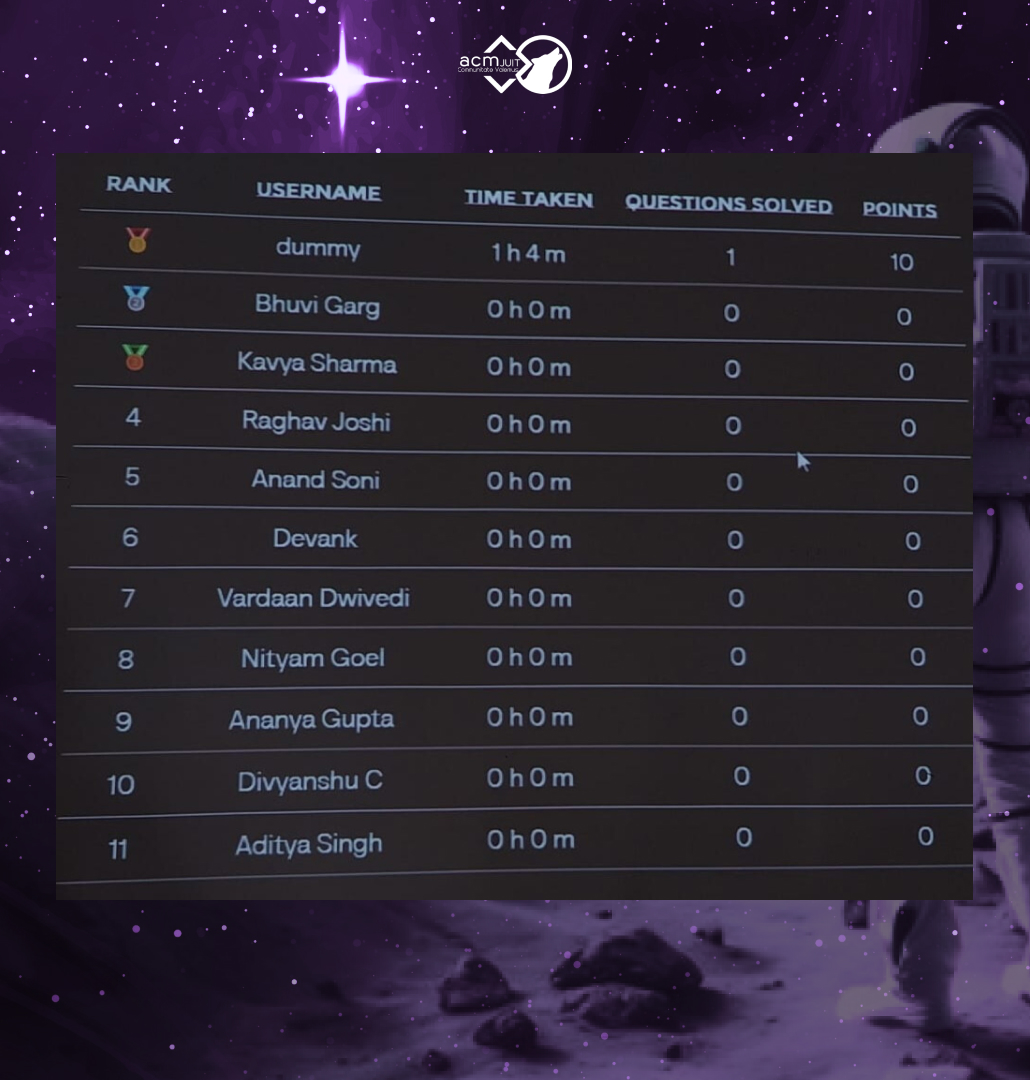 acm JUIT
RANK USERNAME TIME TAKEN QUESTIONS SOLVED POINTS
dummy 1 h 4 m 1 10
2 Bhuvi Garg 0 h 0 m 0 0
Kavya Sharma 0 h 0 m 0 0
4 Raghav Joshi 0 h 0 m 0 0
5 Anand Soni 0 h 0 m 0 0
6 Devank 0 h 0 m 0 0
7 Vardaan Dwivedi 0 h 0 m 0 0
8 Nityam Goel 0 h 0 m 0 0
9 Ananya Gupta 0 h 0 m 0 0
10 Divyanshu C 0 h 0 m 0 0
11 Aditya Singh 0 h 0 m 0 0